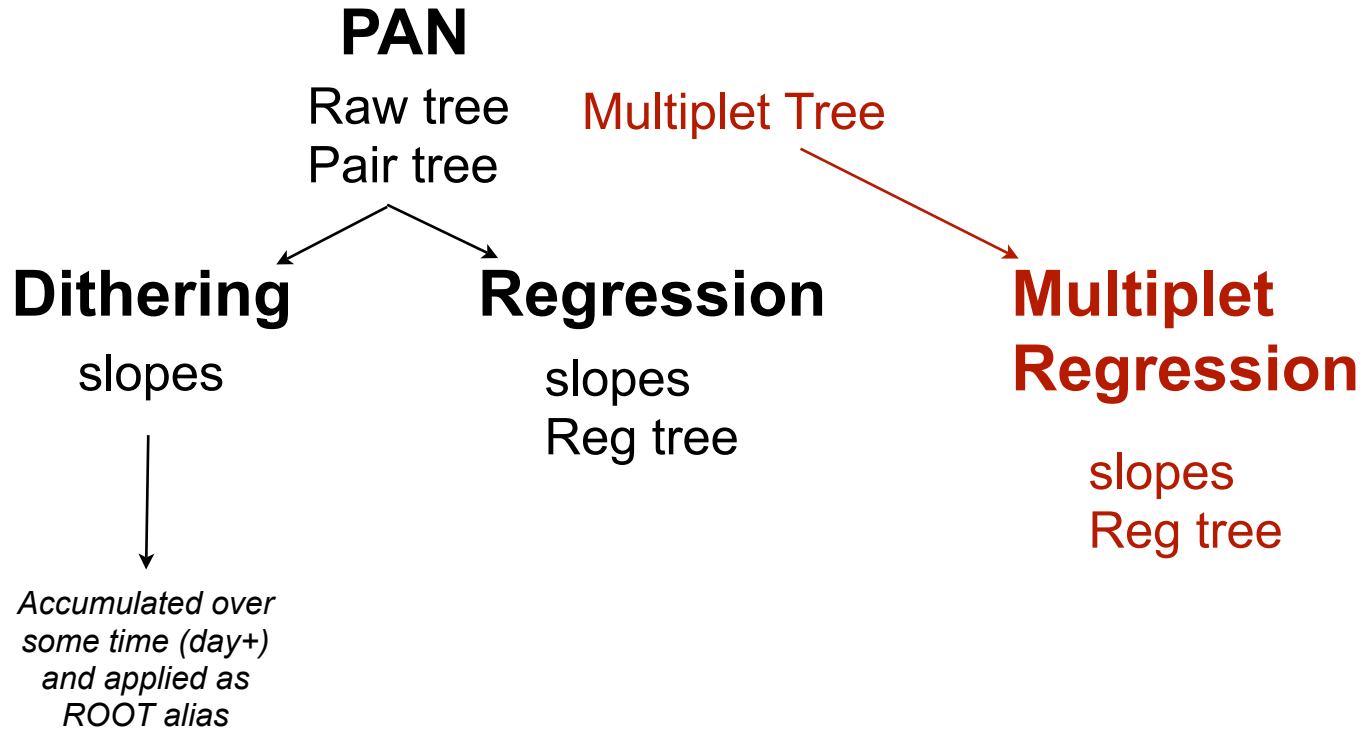 PAN
Raw tree
Pair tree
Multiplet Tree
Dithering
slopes
Accumulated over
some time (day+)
and applied as
ROOT alias
Regression
slopes
Reg tree
Multiplet
Regression
slopes
Reg tree